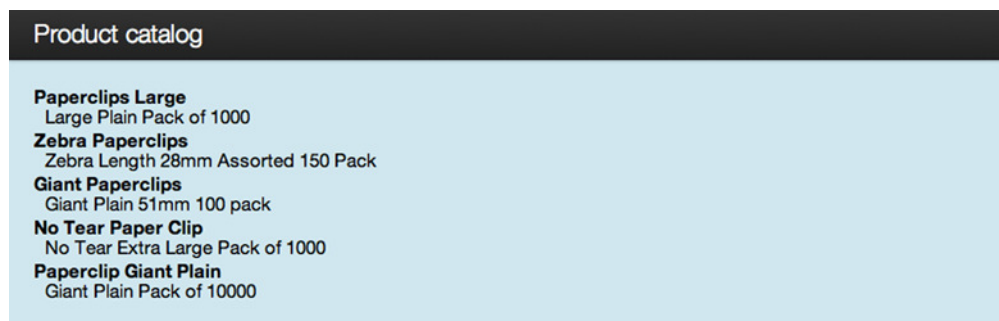 Product catalog
Paperclips Large
Large Plain Pack of 1000
Zebra Paperclips
Zebra Length 28mm Assorted 150 Pack
Giant Paperclips
Giant Plain 51mm 100 pack
No Tear Paper Clip
No Tear Extra Large Pack of 1000
Paperclip Giant Plain
Giant Plain Pack of 10000